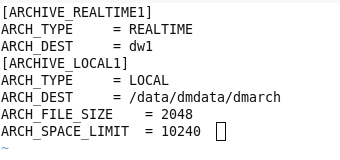 [ARCHIVE_REALTIME1]
ARCH_TYPE     = REALTIME
ARCH_DEST     = dw1
[ARCHIVE_LOCAL1]
ARCH_TYPE     = LOCAL
ARCH_DEST     = /data/dmdata/dmarch
ARCH_FILE_SIZE    = 2048
ARCH_SPACE_LIMIT  = 10240
~